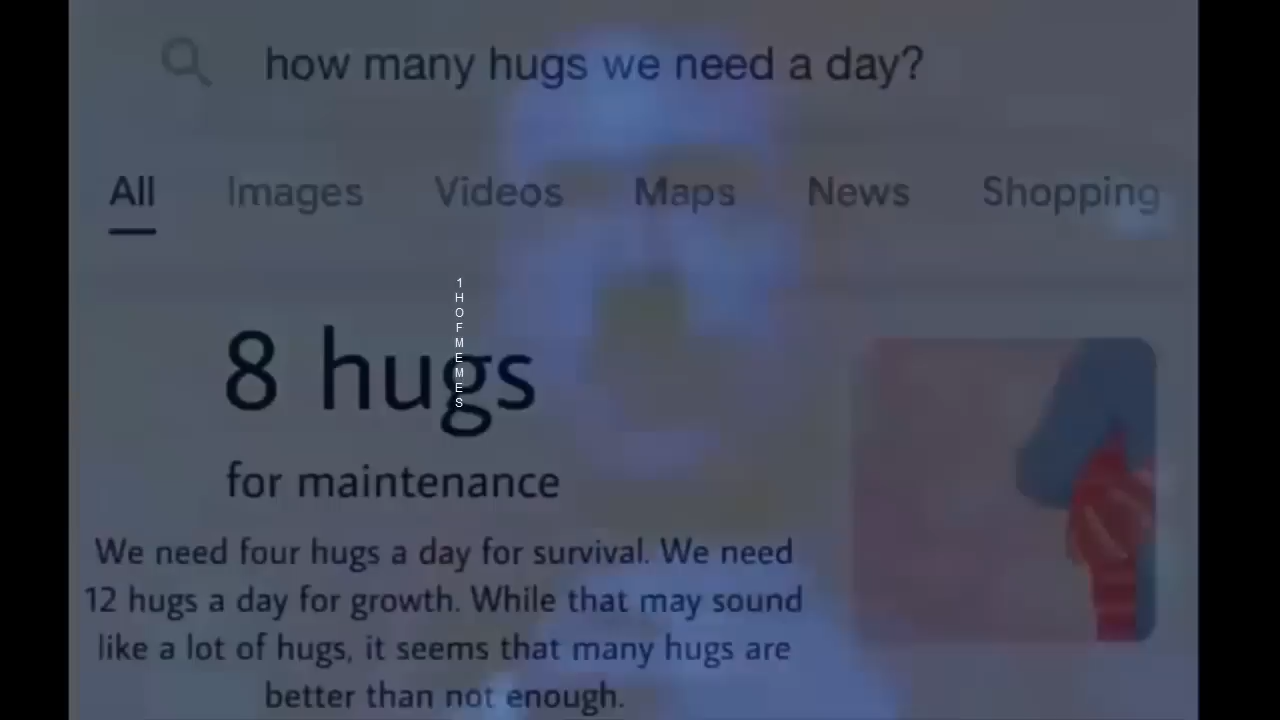 how many hugs we need a day?
All Images Videos Maps News Shopping
8 hugs
for maintenance
We need four hugs a day for survival. We need
12 hugs a day for growth. While that may sound
like a lot of hugs, it seems that many hugs are
better than not enough.
1
H
O
F
M
E
M
E
S